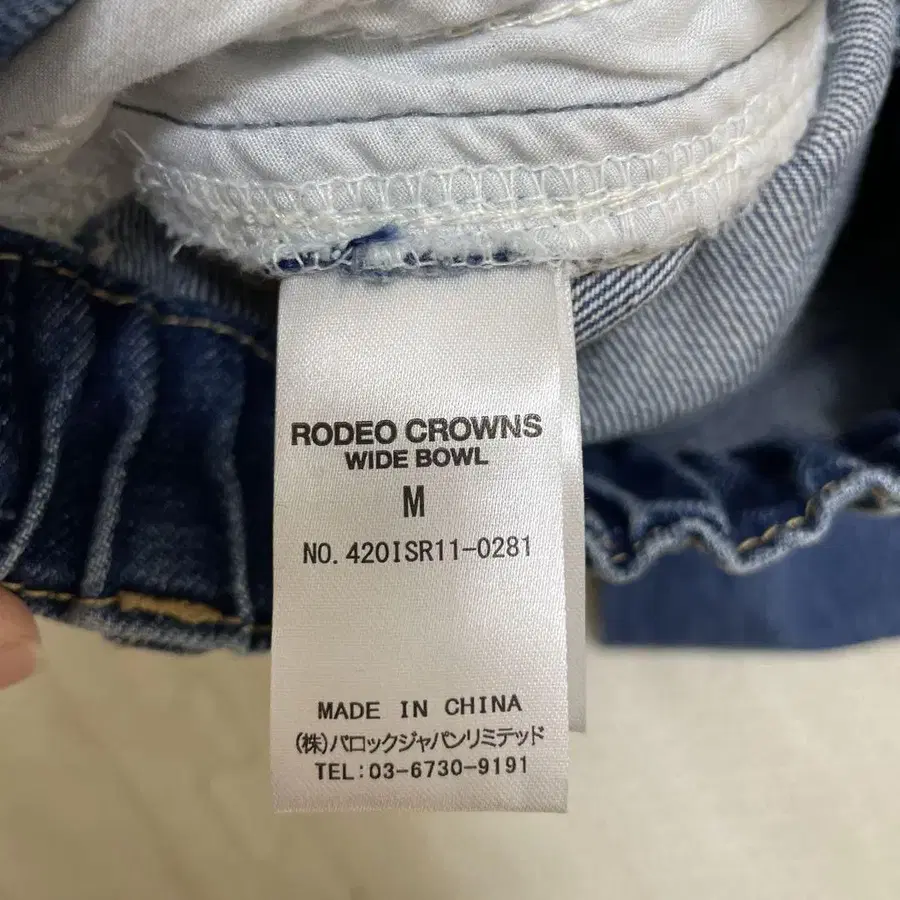 RODEO CROWNS
WIDE BOWL
M
NO. 420ISR11-0281
MADE IN CHINA
(株)バロックジャパンリミテッド
TEL:03-6730-9191